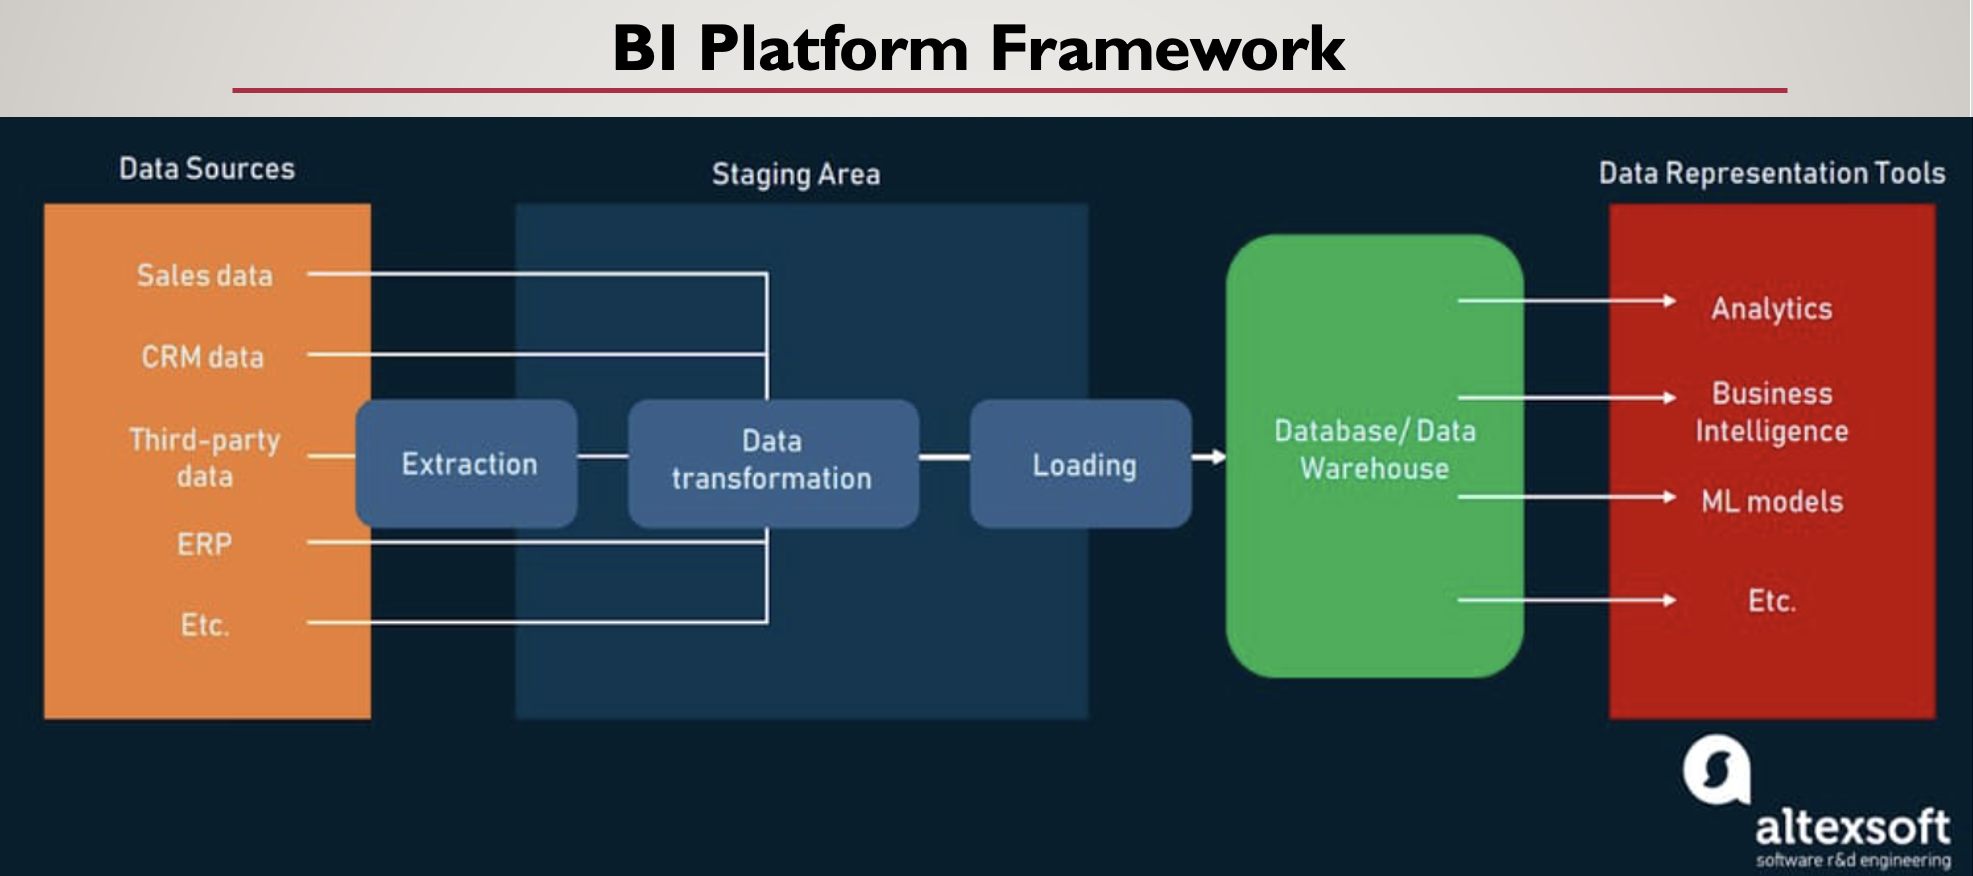 BI Platform Framework
Data Sources
Staging Area
Data Representation Tools
Sales data
CRM data
Third-party
data
ERP
Etc.
Extraction
Data
transformation
Loading
Database/ Data
Warehouse
Analytics
Business
Intelligence
ML models
Etc.
altexsoft
software r&d engineering